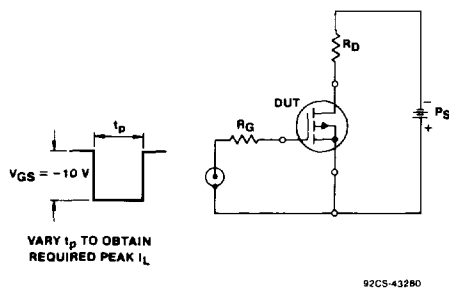 tp
VGS = −10 V
VARY tp TO OBTAIN
REQUIRED PEAK IL
RD
DUT
RG
PS
−
+
92CS-43280